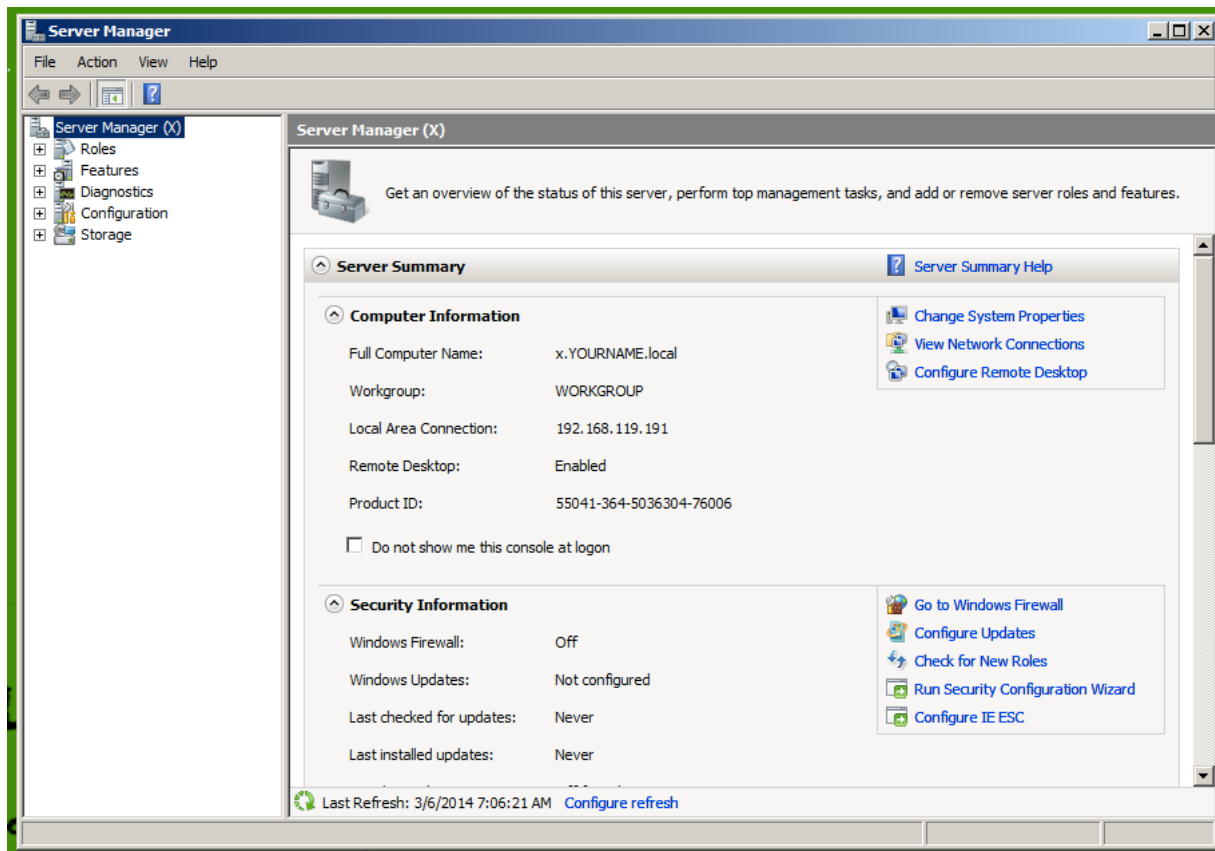 Server Manager
File Action View Help
Server Manager (X)
Roles
Features
Diagnostics
Configuration
Storage
Server Manager (X)
Get an overview of the status of this server, perform top management tasks, and add or remove server roles and features.
Server Summary
Server Summary Help
Computer Information
Full Computer Name: x.YOURNAME.local
Workgroup: WORKGROUP
Local Area Connection: 192.168.119.191
Remote Desktop: Enabled
Product ID: 55041-364-5036304-76006
Do not show me this console at logon
Change System Properties
View Network Connections
Configure Remote Desktop
Security Information
Windows Firewall: Off
Windows Updates: Not configured
Last checked for updates: Never
Last installed updates: Never
Go to Windows Firewall
Configure Updates
Check for New Roles
Run Security Configuration Wizard
Configure IE ESC
Last Refresh: 3/6/2014 7:06:21 AM Configure refresh